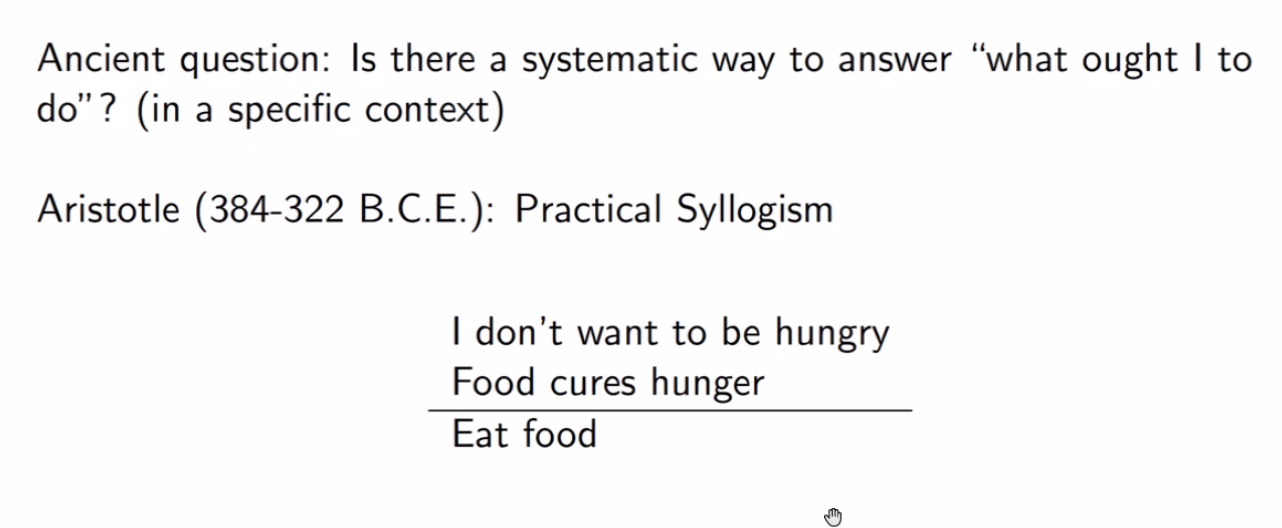 Ancient question: Is there a systematic way to answer “what ought I to
do”? (in a specific context)
Aristotle (384-322 B.C.E.): Practical Syllogism
I don't want to be hungry
Food cures hunger
Eat food